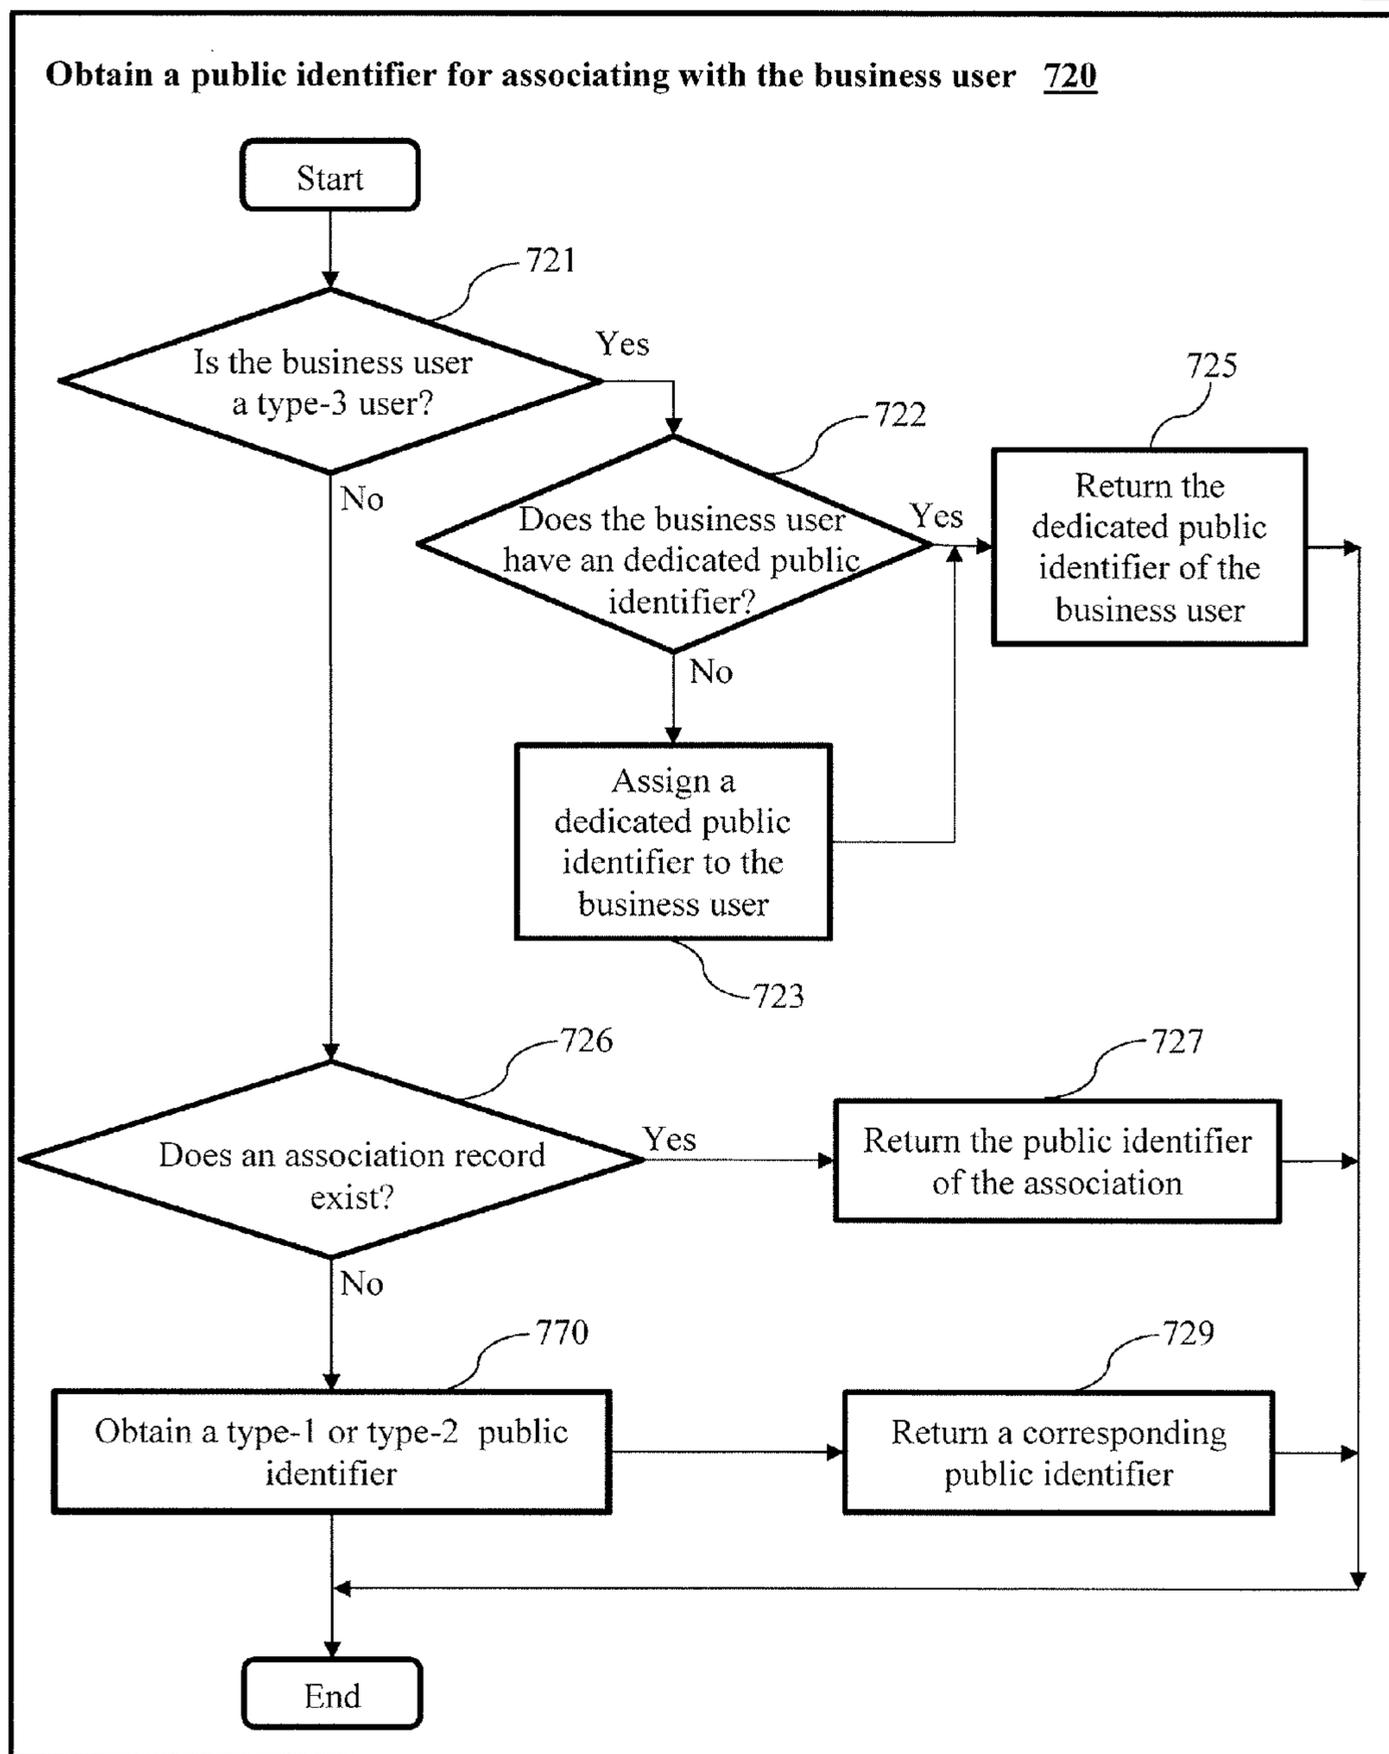 Obtain a public identifier for associating with the business user 720
Start
721
Is the business user
a type-3 user?
Yes
No
722
Does the business user
have an dedicated public
identifier?
Yes
No
725
Return the
dedicated public
identifier of the
business user
Assign a
dedicated public
identifier to the
business user
723
726
Does an association record
exist?
Yes
No
727
Return the public identifier
of the association
770
Obtain a type-1 or type-2 public
identifier
729
Return a corresponding
public identifier
End